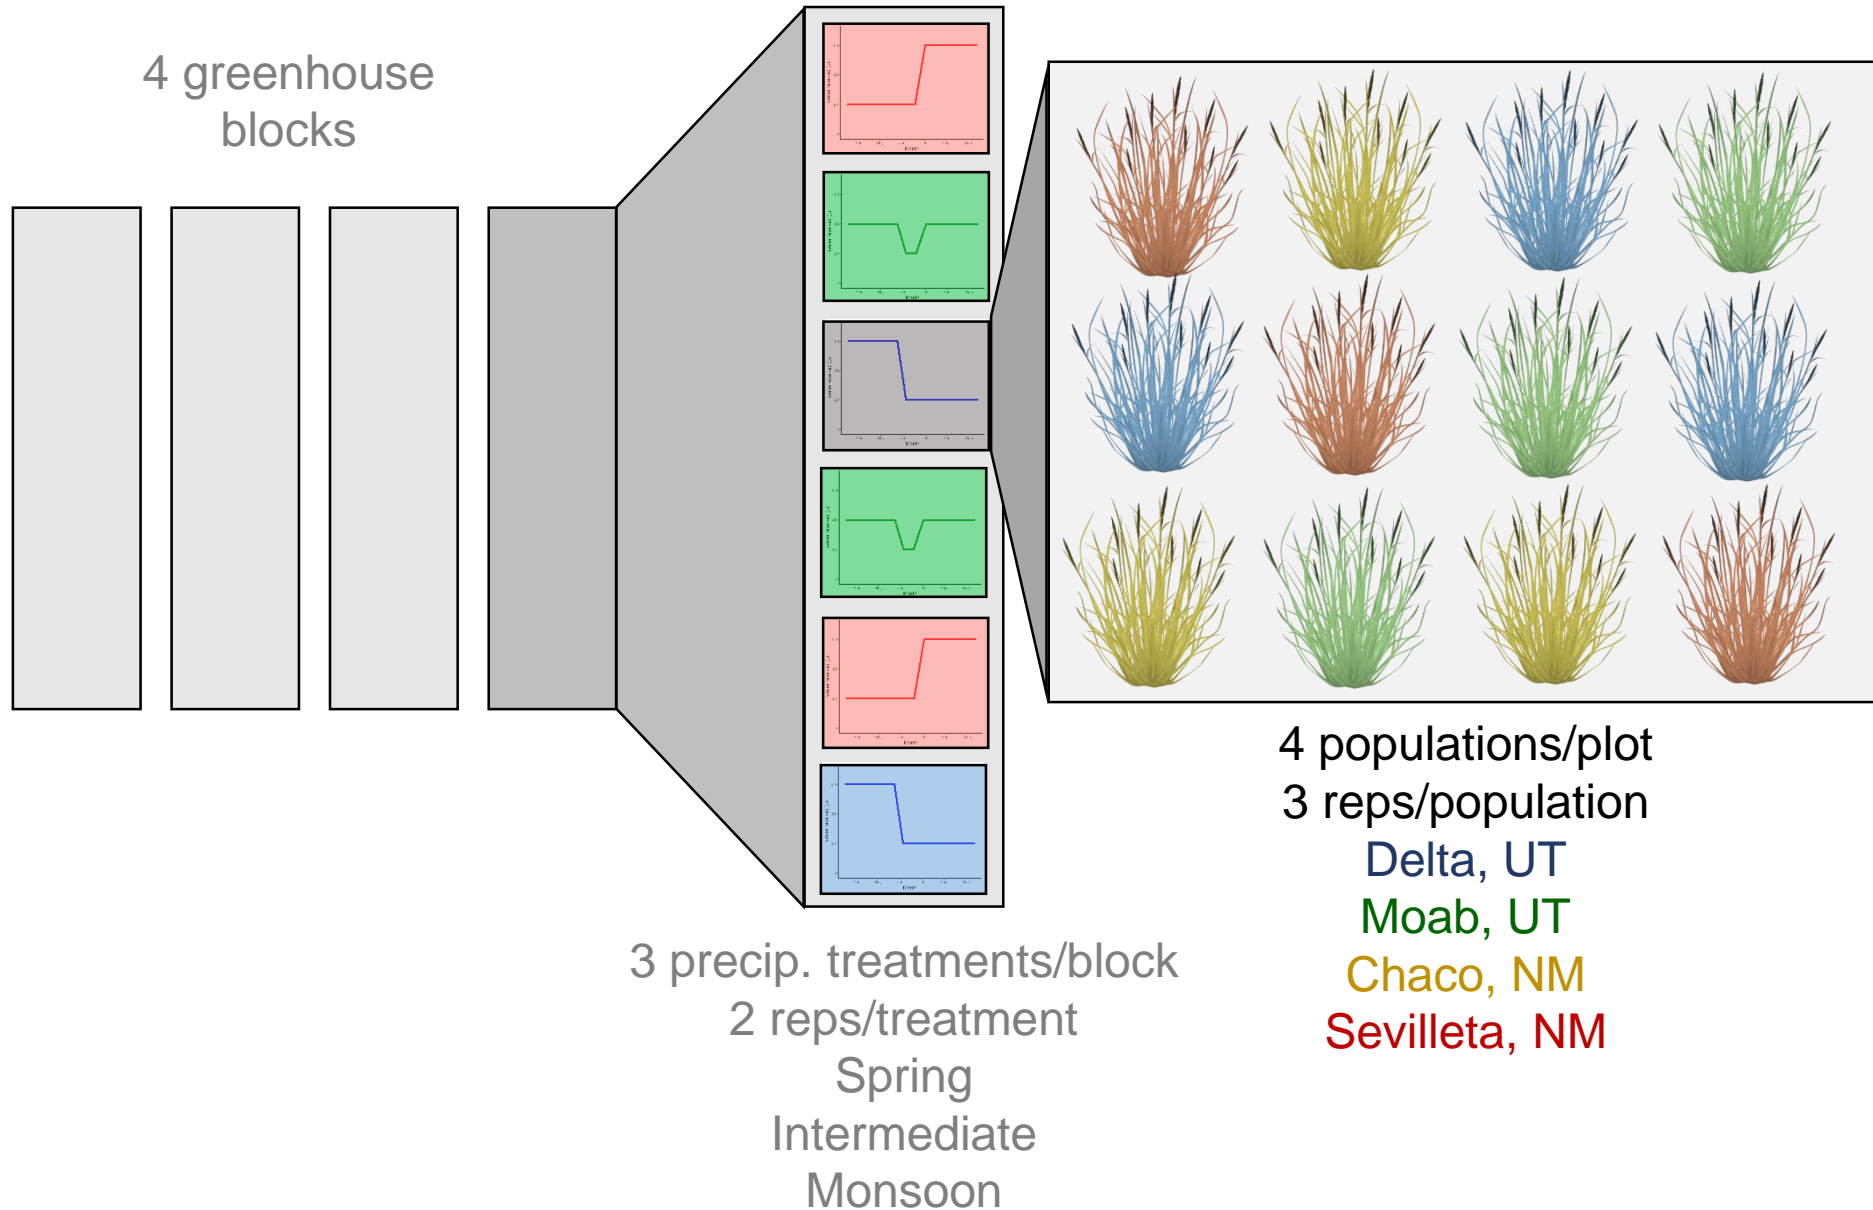 4 greenhouse
blocks
4 populations/plot
3 reps/population
Delta, UT
Moab, UT
Chaco, NM
Sevilleta, NM
3 precip. treatments/block
2 reps/treatment
Spring
Intermediate
Monsoon